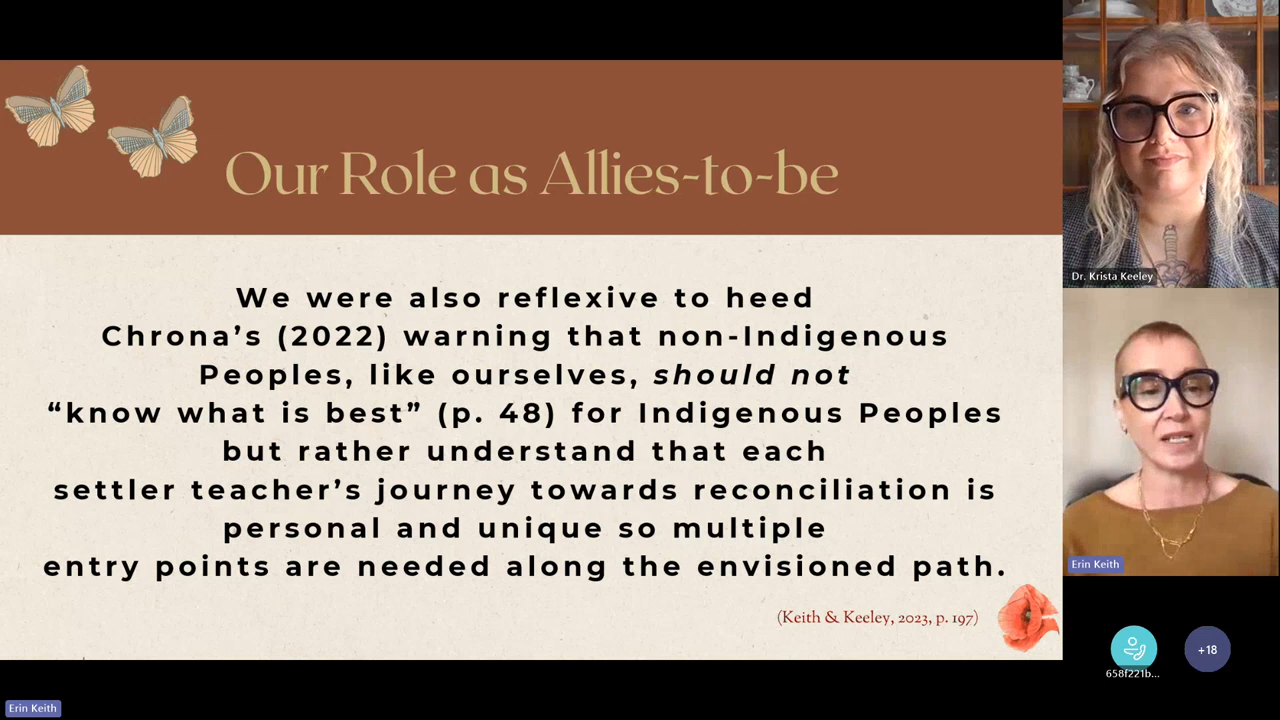 Our Role as Allies-to-be
We were also reflexive to heed
Chrona’s (2022) warning that non-Indigenous
Peoples, like ourselves, should not
“know what is best” (p. 48) for Indigenous Peoples
but rather understand that each
settler teacher’s journey towards reconciliation is
personal and unique so multiple
entry points are needed along the envisioned path.
(Keith & Keeley, 2023, p. 197)
Dr. Krista Keeley
Erin Keith
658f221b...
+18
Erin Keith